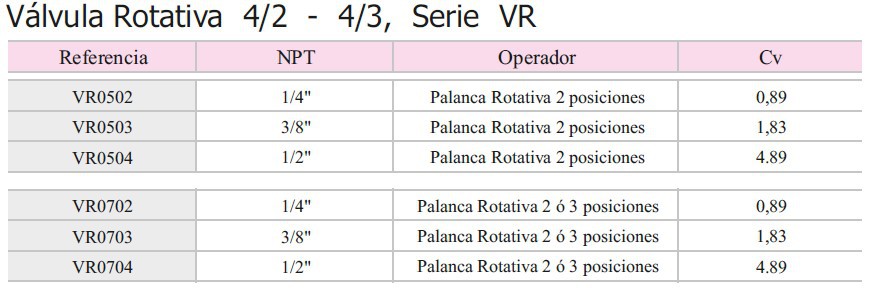 Válvula Rotativa 4/2 - 4/3, Serie VR
Referencia NPT Operador Cv
VR0502 1/4" Palanca Rotativa 2 posiciones 0,89
VR0503 3/8" Palanca Rotativa 2 posiciones 1,83
VR0504 1/2" Palanca Rotativa 2 posiciones 4.89
VR0702 1/4" Palanca Rotativa 2 ó 3 posiciones 0,89
VR0703 3/8" Palanca Rotativa 2 ó 3 posiciones 1,83
VR0704 1/2" Palanca Rotativa 2 ó 3 posiciones 4.89